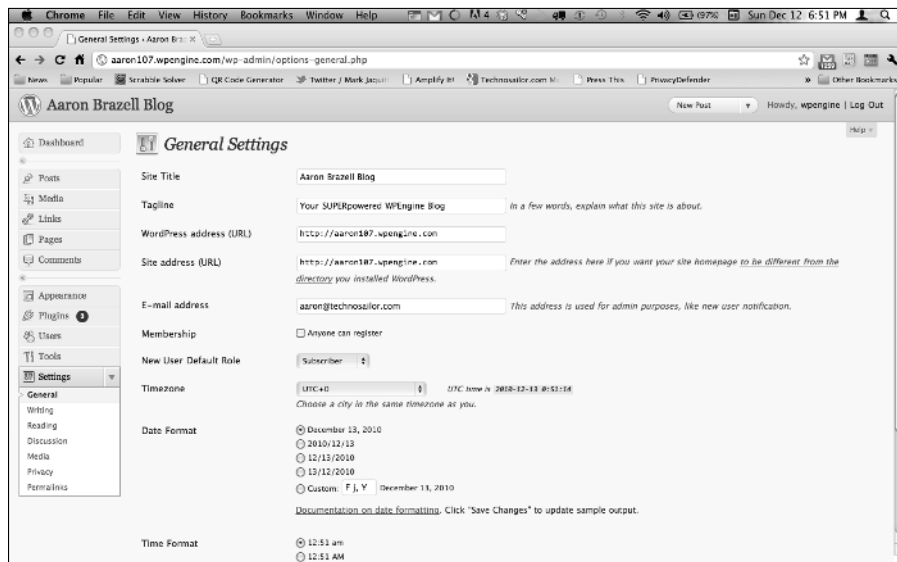 Chrome File Edit View History Bookmarks Window Help 4 (97%) Sun Dec 12 6:51 PM
General Settings ‹ Aaron Bra
aaron107.wpengine.com/wp-admin/options-general.php
News Popular Scrabble Solver QR Code Generator Twitter / Mark Jaquit Amplify It! Technosailor.com M Press This PrivacyDefender » Other Bookmarks
Aaron Brazell Blog New Post Howdy, wpengine | Log Out
Help
Dashboard
Posts
Media
Links
Pages
Comments
Appearance
Plugins 3
Users
Tools
Settings
General
Writing
Reading
Discussion
Media
Privacy
Permalinks
General Settings
Site Title Aaron Brazell Blog
Tagline Your SUPERpowered WPEngine Blog In a few words, explain what this site is about.
WordPress address (URL) http://aaron107.wpengine.com
Site address (URL) http://aaron107.wpengine.com Enter the address here if you want your site homepage to be different from the
directory you installed WordPress.
E-mail address aaron@technosailor.com This address is used for admin purposes, like new user notification.
Membership Anyone can register
New User Default Role Subscriber
Timezone UTC+0 UTC time is 2010-12-13 0:51:14
Choose a city in the same timezone as you.
Date Format December 13, 2010
2010/12/13
12/13/2010
13/12/2010
Custom: F j, Y December 13, 2010
Documentation on date formatting. Click "Save Changes" to update sample output.
Time Format 12:51 am
12:51 AM